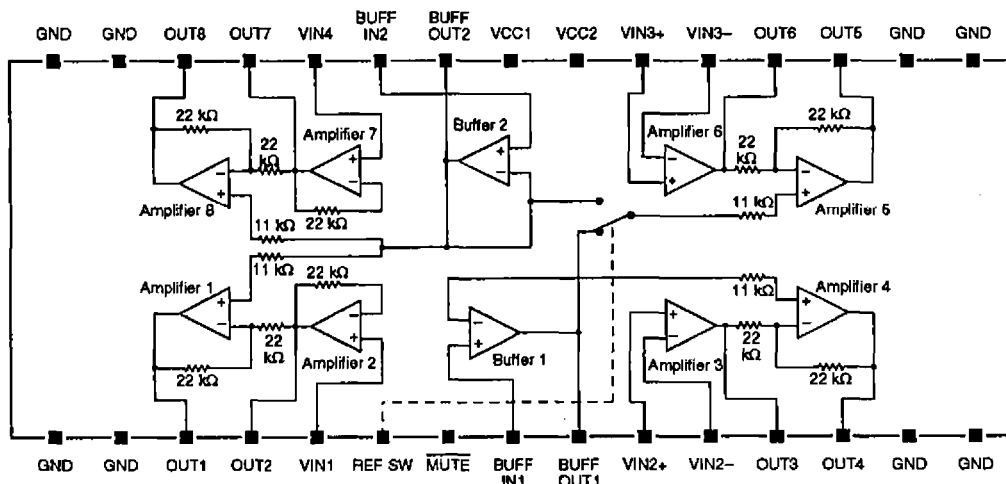 BUFF BUFF
GND GND OUT8 OUT7 VIN4 IN2 OUT2 VCC1 VCC2 VIN3+ VIN3– OUT6 OUT5 GND GND
22 kΩ
22 kΩ
Amplifier 7
Buffer 2
Amplifier 6
22 kΩ
22 kΩ
+
–
+
–
–
+
–
+
–
+
Amplifier 8
22 kΩ
11 kΩ
11 kΩ
11 kΩ
Amplifier 5
Amplifier 1
22 kΩ
11 kΩ
Amplifier 4
+
–
–
+
–
+
+
–
+
–
22 kΩ
22 kΩ
Amplifier 2
Buffer 1
Amplifier 3
22 kΩ
22 kΩ
GND GND OUT1 OUT2 VIN1 REF SW MUTE BUFF IN1 BUFF OUT1 VIN2+ VIN2– OUT3 OUT4 GND GND